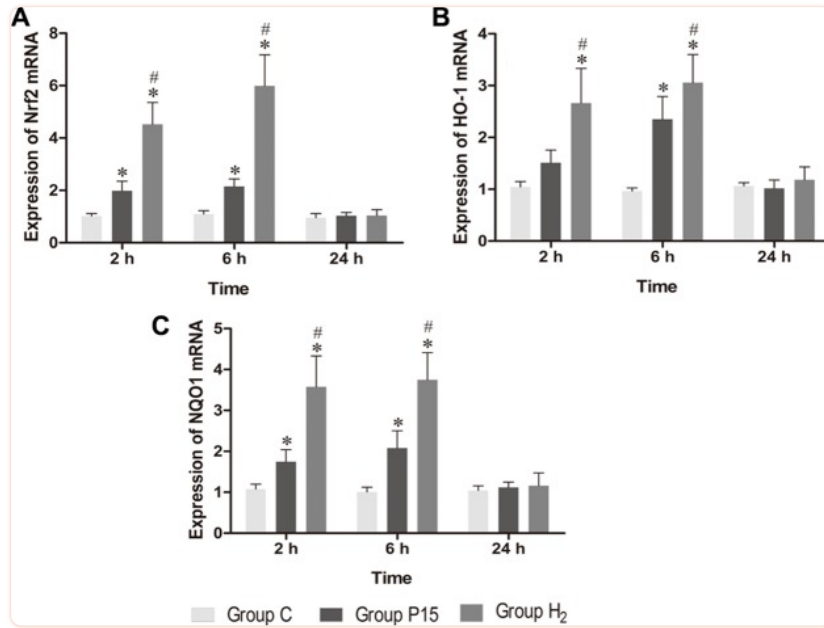 A
Expression of Nrf2 mRNA
8
6
4
2
0
*
*
#
*
*
#
2 h
6 h
24 h
Time
B
Expression of HO-1 mRNA
4
3
2
1
0
*
#
*
*
#
2 h
6 h
24 h
Time
C
Expression of NQO1 mRNA
5
4
3
2
1
0
*
*
#
*
*
#
2 h
6 h
24 h
Time
Group C Group P15 Group H₂